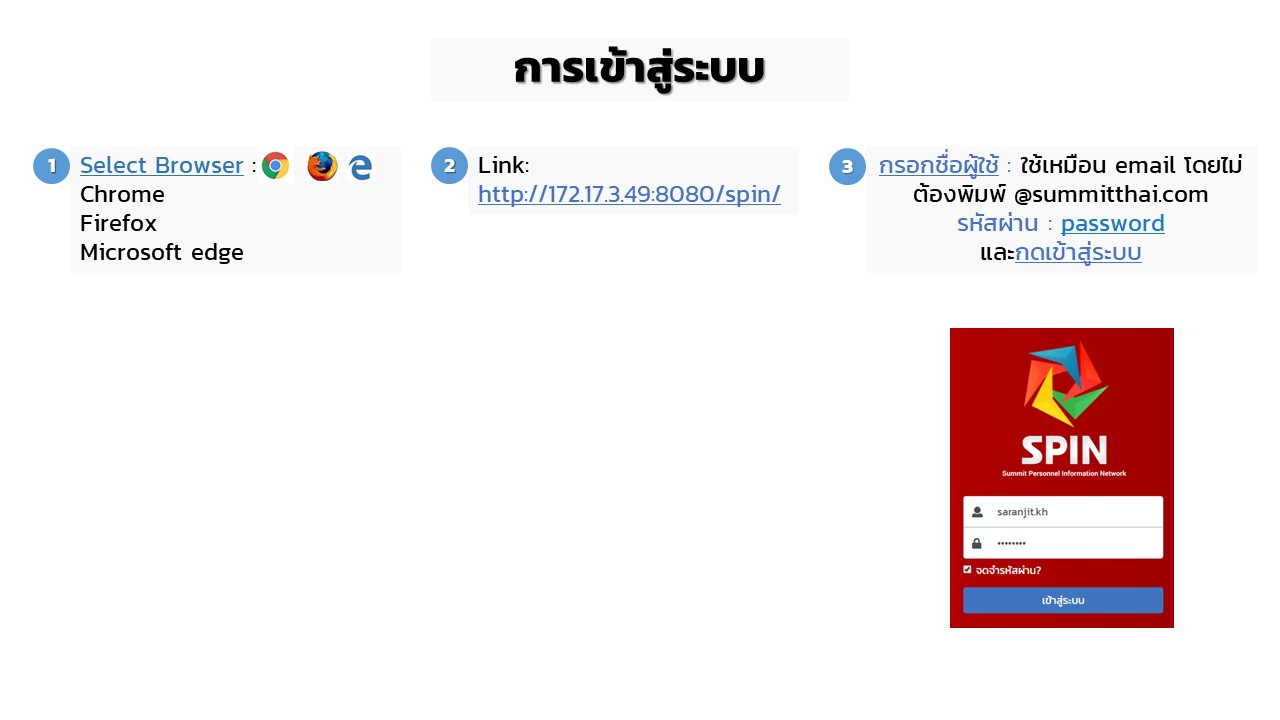 การเข้าสู่ระบบ
1
Select Browser :
Chrome
Firefox
Microsoft edge
2
Link:
http://172.17.3.49:8080/spin/
3
กรอกชื่อผู้ใช้ : ใช้เหมือน email โดยไม่
ต้องพิมพ์ @summitthai.com
รหัสผ่าน : password
และกดเข้าสู่ระบบ
SPIN
Summit Personnel Information Network
saranjit.kh
••••••••
จดจำรหัสผ่าน?
เข้าสู่ระบบ